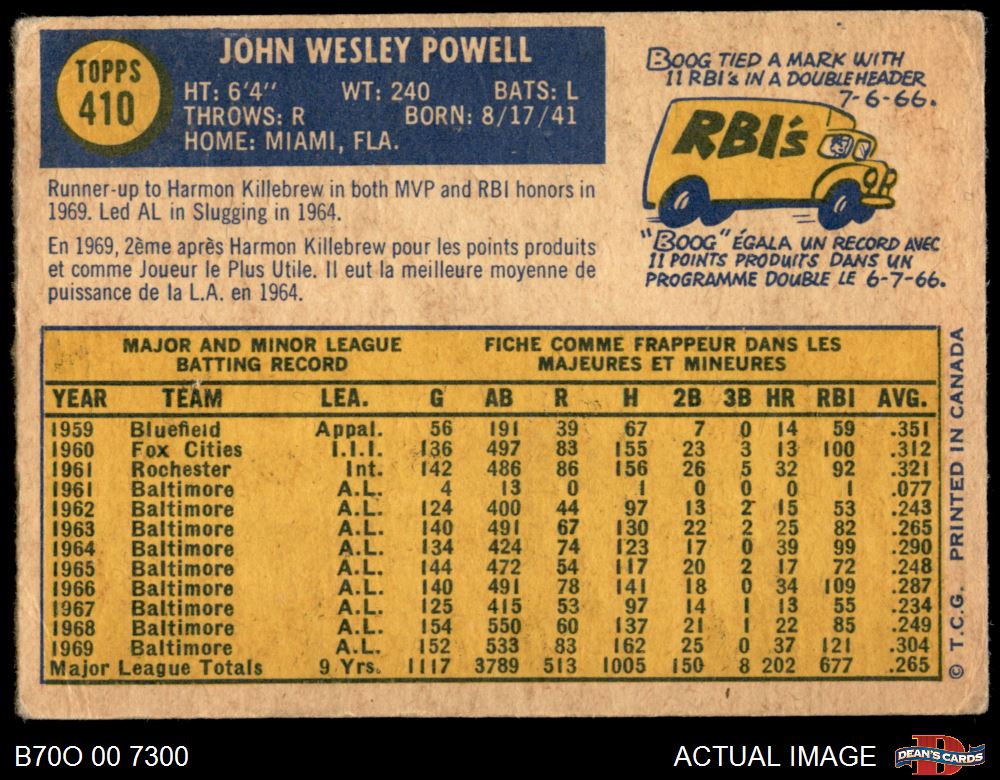 TOPPS
410
JOHN WESLEY POWELL
HT: 6'4" WT: 240 BATS: L
THROWS: R BORN: 8/17/41
HOME: MIAMI, FLA.
Runner-up to Harmon Killebrew in both MVP and RBI honors in
1969. Led AL in Slugging in 1964.
En 1969, 2ème après Harmon Killebrew pour les points produits
et comme Joueur le Plus Utile. Il eut la meilleure moyenne de
puissance de la L.A. en 1964.
BOOG TIED A MARK WITH
11 RBI's IN A DOUBLEHEADER
7-6-66.
RBI's
"BOOG" ÉGALA UN RECORD AVEC
11 POINTS PRODUITS DANS UN
PROGRAMME DOUBLE LE 6-7-66.
MAJOR AND MINOR LEAGUE
BATTING RECORD
FICHE COMME FRAPPEUR DANS LES
MAJEURES ET MINEURES
YEAR TEAM LEA. G AB R H 2B 3B HR RBI AVG.
1959 Bluefield Appal. 56 191 39 67 7 0 14 59 .351
1960 Fox Cities I.I.I. 136 497 83 155 23 3 13 100 .312
1961 Rochester Int. 142 486 86 156 26 5 32 92 .321
1961 Baltimore A.L. 4 13 0 1 0 0 0 1 .077
1962 Baltimore A.L. 124 400 44 97 13 2 15 53 .243
1963 Baltimore A.L. 140 491 67 130 22 2 25 82 .265
1964 Baltimore A.L. 134 424 74 123 17 0 39 99 .290
1965 Baltimore A.L. 144 472 54 117 20 2 17 72 .248
1966 Baltimore A.L. 140 491 78 141 18 0 34 109 .287
1967 Baltimore A.L. 125 415 53 97 14 1 13 55 .234
1968 Baltimore A.L. 154 550 60 137 21 1 22 85 .249
1969 Baltimore A.L. 152 533 83 162 25 0 37 121 .304
Major League Totals 9 Yrs. 1117 3789 513 1005 150 8 202 677 .265
© T.C.G. PRINTED IN CANADA
B70O 00 7300
ACTUAL IMAGE
D
DEAN'S CARDS